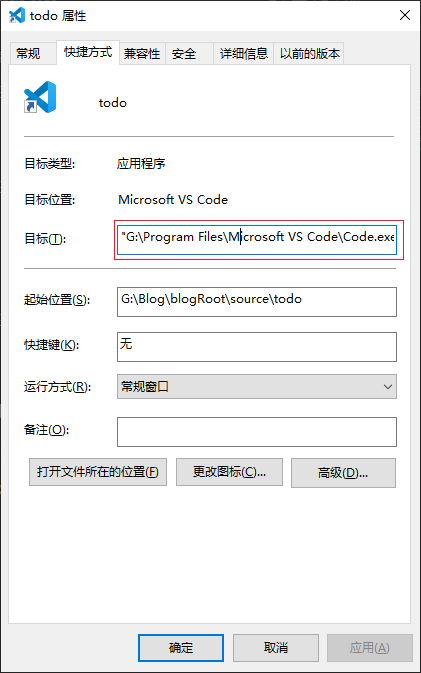 todo 属性
常规 快捷方式 兼容性 安全 详细信息 以前的版本
todo
目标类型: 应用程序
目标位置: Microsoft VS Code
目标(T): "G:\Program Files\Microsoft VS Code\Code.exe
起始位置(S): G:\Blog\blogRoot\source\todo
快捷键(K): 无
运行方式(R): 常规窗口
备注(O):
打开文件所在的位置(F) 更改图标(C)... 高级(D)...
确定 取消 应用(A)